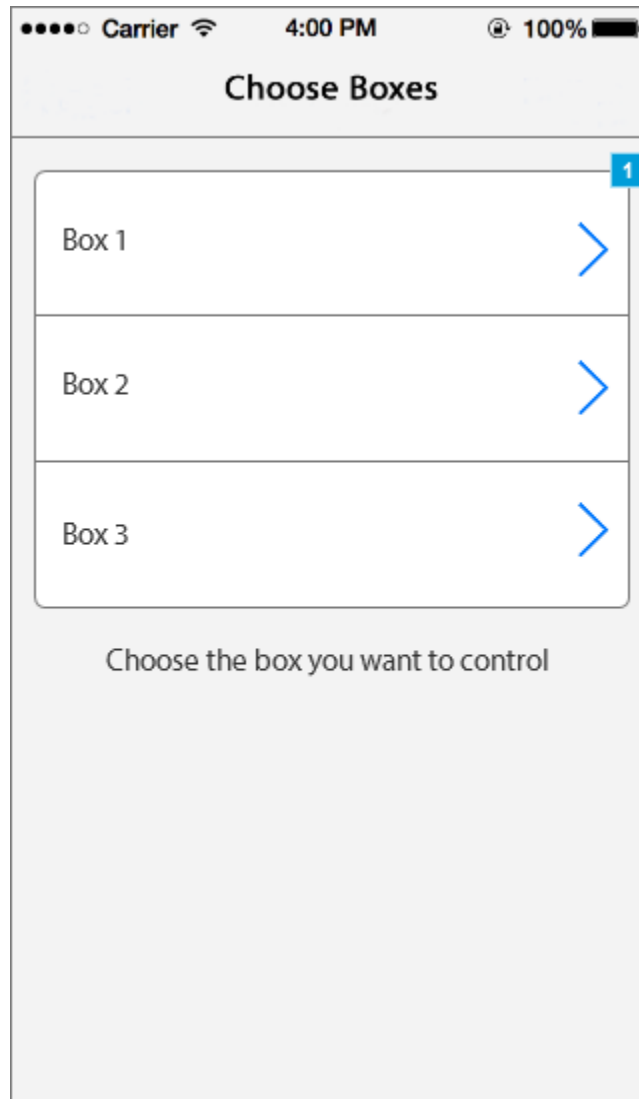 Carrier 4:00 PM 100%
Choose Boxes
1
Box 1
Box 2
Box 3
Choose the box you want to control